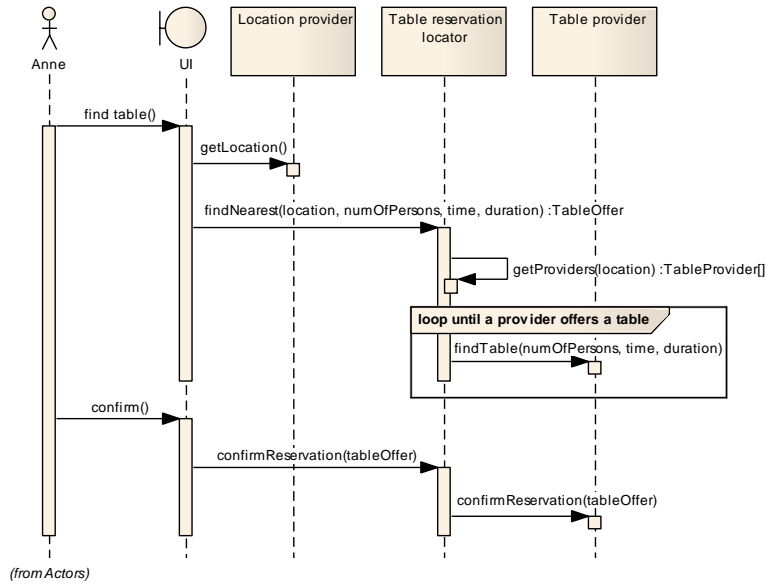 Location provider
Table reservation
locator
Table provider
Anne
UI
find table()
getLocation()
findNearest(location, numOfPersons, time, duration) :TableOffer
getProviders(location) :TableProvider[]
loop until a provider offers a table
findTable(numOfPersons, time, duration)
confirm()
confirmReservation(tableOffer)
confirmReservation(tableOffer)
(from Actors)